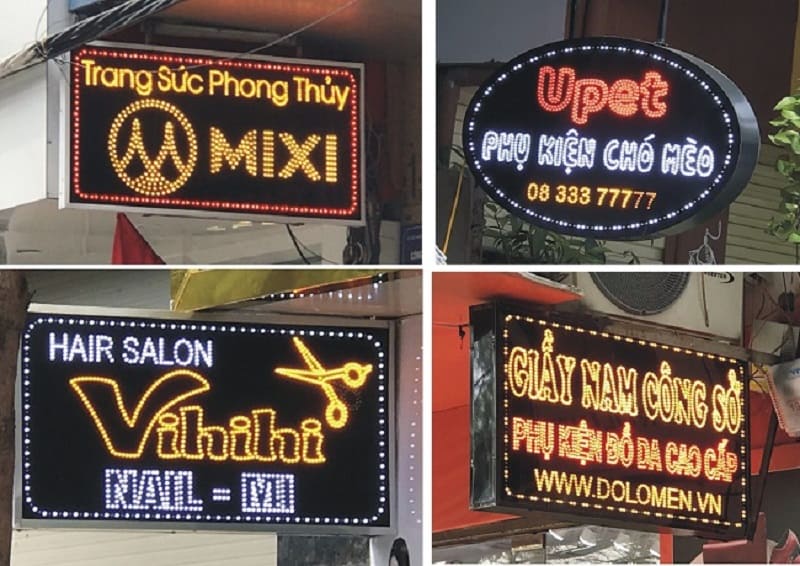 Trang Sức Phong Thủy
MIXI
Upet
PHỤ KIỆN CHÓ MÈO
08 333 77777
HAIR SALON
Vihihi
NAIL - MI
GIẦY NAM CÔNG SỞ
PHỤ KIỆN ĐỒ DA CAO CẤP
WWW.DOLOMEN.VN